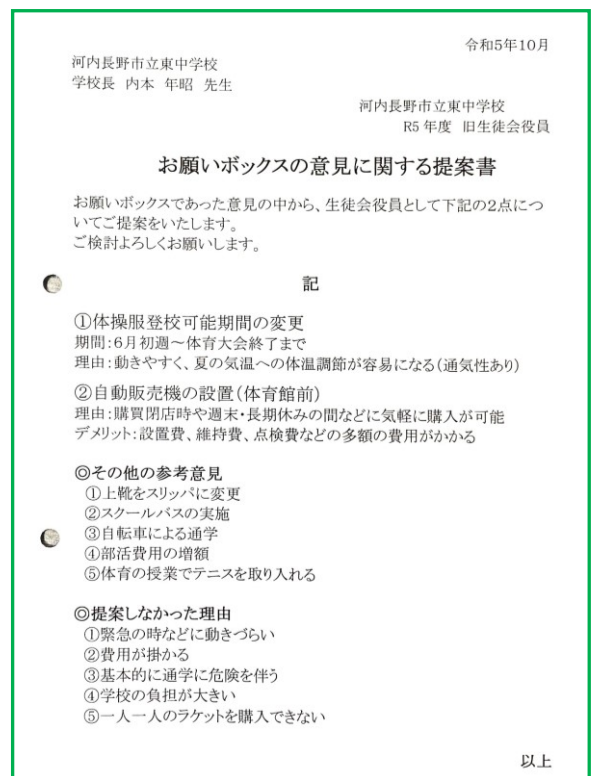 令和5年10月
河内長野市立東中学校
学校長 内本 年昭 先生
河内長野市立東中学校
R5年度 旧生徒会役員
お願いボックスの意見に関する提案書
お願いボックスであった意見の中から、生徒会役員として下記の2点につ
いてご提案をいたします。
ご検討よろしくお願いします。
記
①体操服登校可能期間の変更
期間:6月初週～体育大会終了まで
理由:動きやすく、夏の気温への体温調節が容易になる(通気性あり)
②自動販売機の設置(体育館前)
理由:購買閉店時や週末・長期休みの間などに気軽に購入が可能
デメリット:設置費、維持費、点検費などの多額の費用がかかる
◎その他の参考意見
①上靴をスリッパに変更
②スクールバスの実施
③自転車による通学
④部活費用の増額
⑤体育の授業でテニスを取り入れる
◎提案しなかった理由
①緊急の時などに動きづらい
②費用が掛かる
③基本的に通学に危険を伴う
④学校の負担が大きい
⑤一人一人のラケットを購入できない
以上